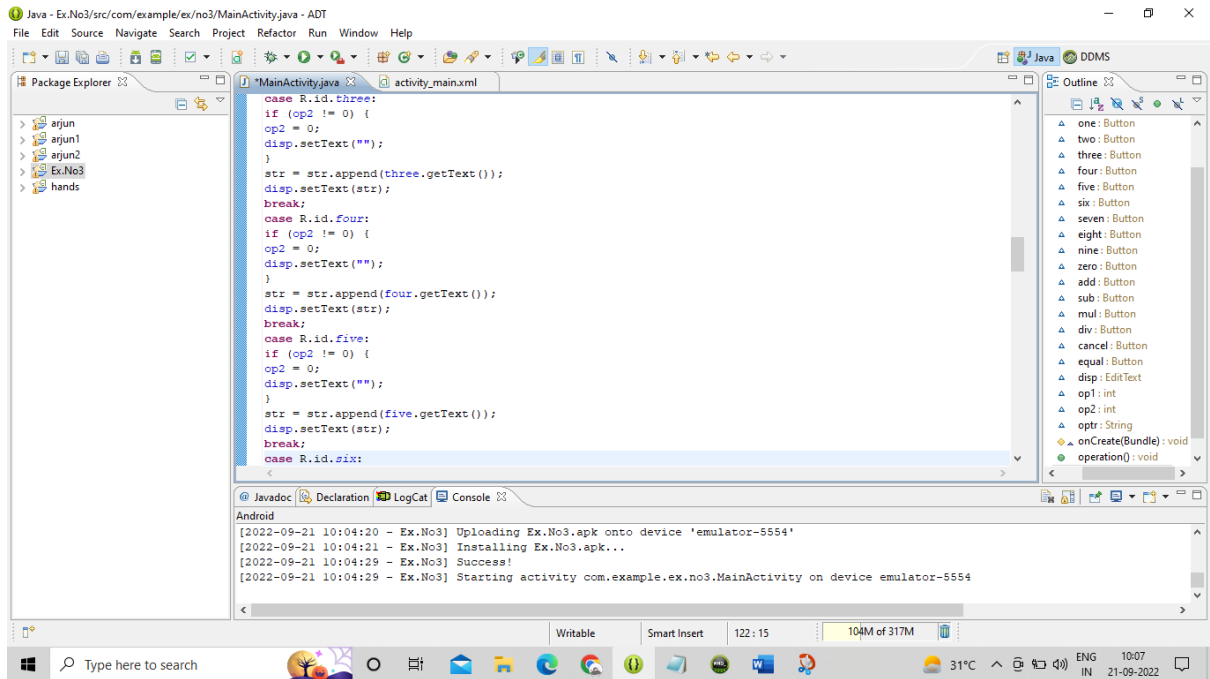 Java - Ex.No3/src/com/example/ex/no3/MainActivity.java - ADT
File Edit Source Navigate Search Project Refactor Run Window Help
Java DDMS
Package Explorer
arjun
arjun1
arjun2
Ex.No3
hands
*MainActivity.java activity_main.xml
case R.id.three:
if (op2 != 0) {
op2 = 0;
disp.setText("");
}
str = str.append(three.getText());
disp.setText(str);
break;
case R.id.four:
if (op2 != 0) {
op2 = 0;
disp.setText("");
}
str = str.append(four.getText());
disp.setText(str);
break;
case R.id.five:
if (op2 != 0) {
op2 = 0;
disp.setText("");
}
str = str.append(five.getText());
disp.setText(str);
break;
case R.id.six:
Outline
one : Button
two : Button
three : Button
four : Button
five : Button
six : Button
seven : Button
eight : Button
nine : Button
zero : Button
add : Button
sub : Button
mul : Button
div : Button
cancel : Button
equal : Button
disp : EditText
op1 : int
op2 : int
optr : String
onCreate(Bundle) : void
operation() : void
@ Javadoc Declaration LogCat Console
Android
[2022-09-21 10:04:20 - Ex.No3] Uploading Ex.No3.apk onto device 'emulator-5554'
[2022-09-21 10:04:21 - Ex.No3] Installing Ex.No3.apk...
[2022-09-21 10:04:29 - Ex.No3] Success!
[2022-09-21 10:04:29 - Ex.No3] Starting activity com.example.ex.no3.MainActivity on device emulator-5554
Writable Smart Insert 122 : 15 104M of 317M
Type here to search
31°C
ENG
IN
10:07
21-09-2022